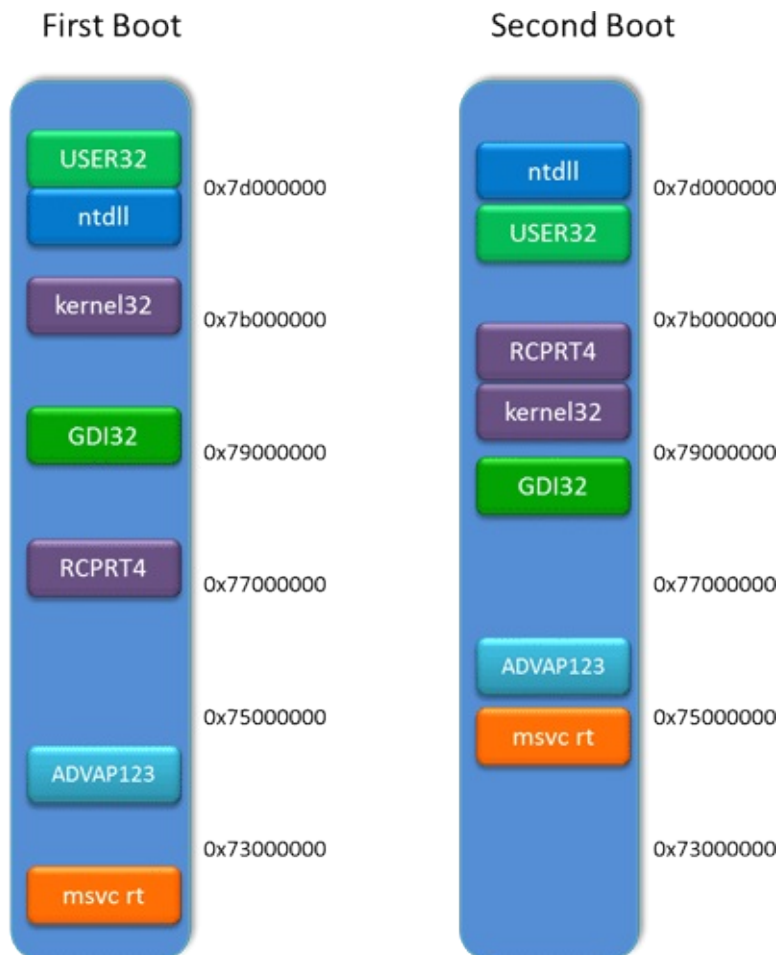 First Boot
USER32
0x7d000000
ntdll
kernel32
0x7b000000
GDI32
0x79000000
RCPRT4
0x77000000
0x75000000
ADVAP123
0x73000000
msvc rt
Second Boot
ntdll
0x7d000000
USER32
0x7b000000
RCPRT4
kernel32
0x79000000
GDI32
0x77000000
ADVAP123
0x75000000
msvc rt
0x73000000